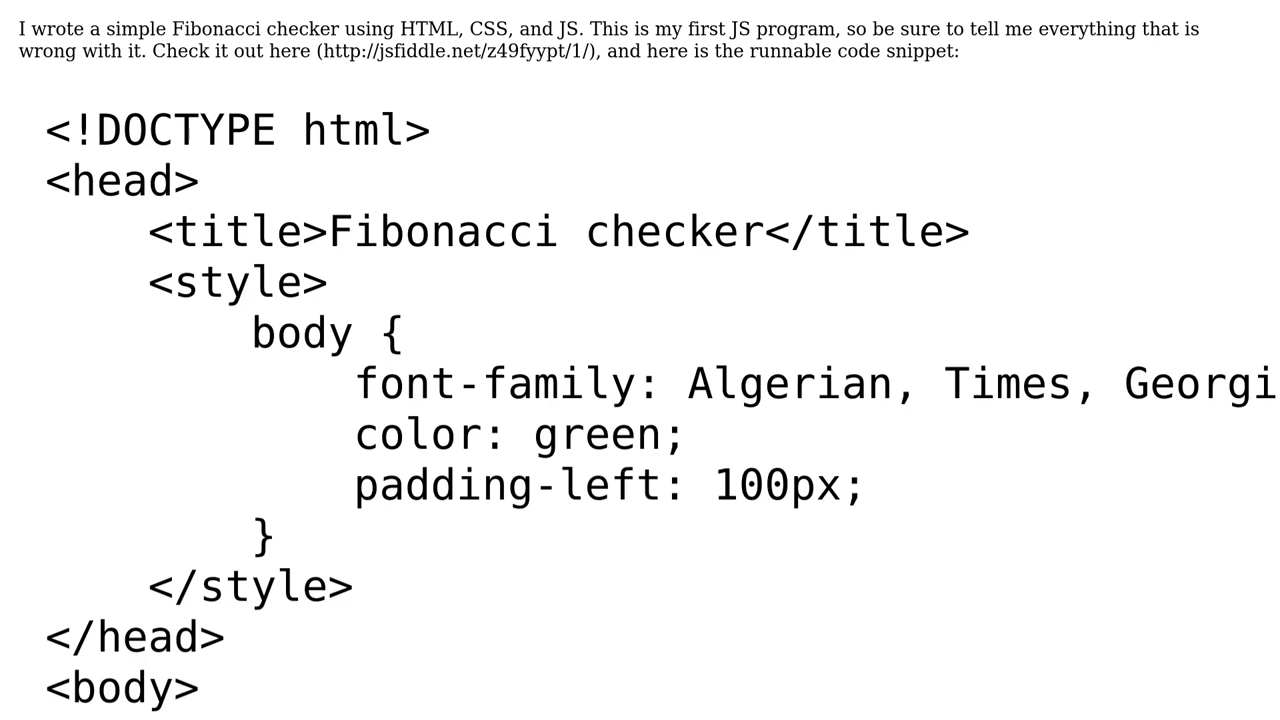 I wrote a simple Fibonacci checker using HTML, CSS, and JS. This is my first JS program, so be sure to tell me everything that is
wrong with it. Check it out here (http://jsfiddle.net/z49fyypt/1/), and here is the runnable code snippet:
<!DOCTYPE html>
<head>
    <title>Fibonacci checker</title>
    <style>
        body {
            font-family: Algerian, Times, Georgi
            color: green;
            padding-left: 100px;
        }
    </style>
</head>
<body>